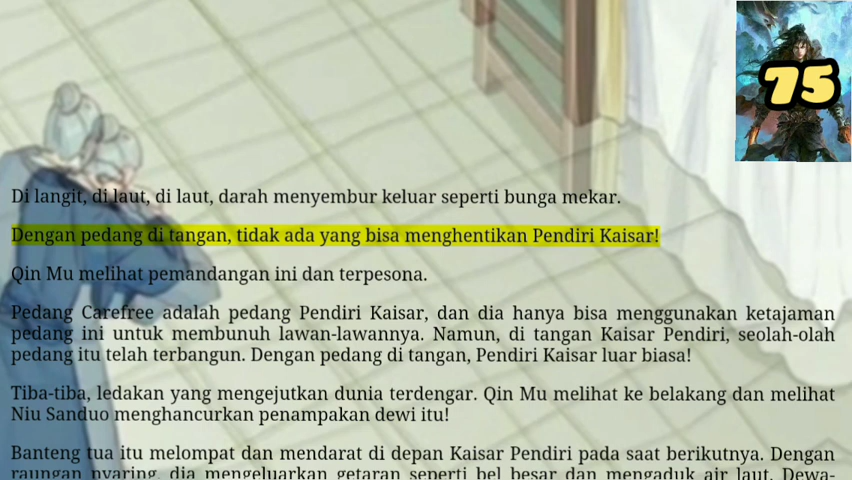 75
Di langit, di laut, di laut, darah menyembur keluar seperti bunga mekar.
Dengan pedang di tangan, tidak ada yang bisa menghentikan Pendiri Kaisar!
Qin Mu melihat pemandangan ini dan terpesona.
Pedang Carefree adalah pedang Pendiri Kaisar, dan dia hanya bisa menggunakan ketajaman
pedang ini untuk membunuh lawan-lawannya. Namun, di tangan Kaisar Pendiri, seolah-olah
pedang itu telah terbangun. Dengan pedang di tangan, Pendiri Kaisar luar biasa!
Tiba-tiba, ledakan yang mengejutkan dunia terdengar. Qin Mu melihat ke belakang dan melihat
Niu Sanduo menghancurkan penampakan dewi itu!
Banteng tua itu melompat dan mendarat di depan Kaisar Pendiri pada saat berikutnya. Dengan
raungan nyaring, dia mengeluarkan getaran seperti bel besar dan mengaduk air laut. Dewa-